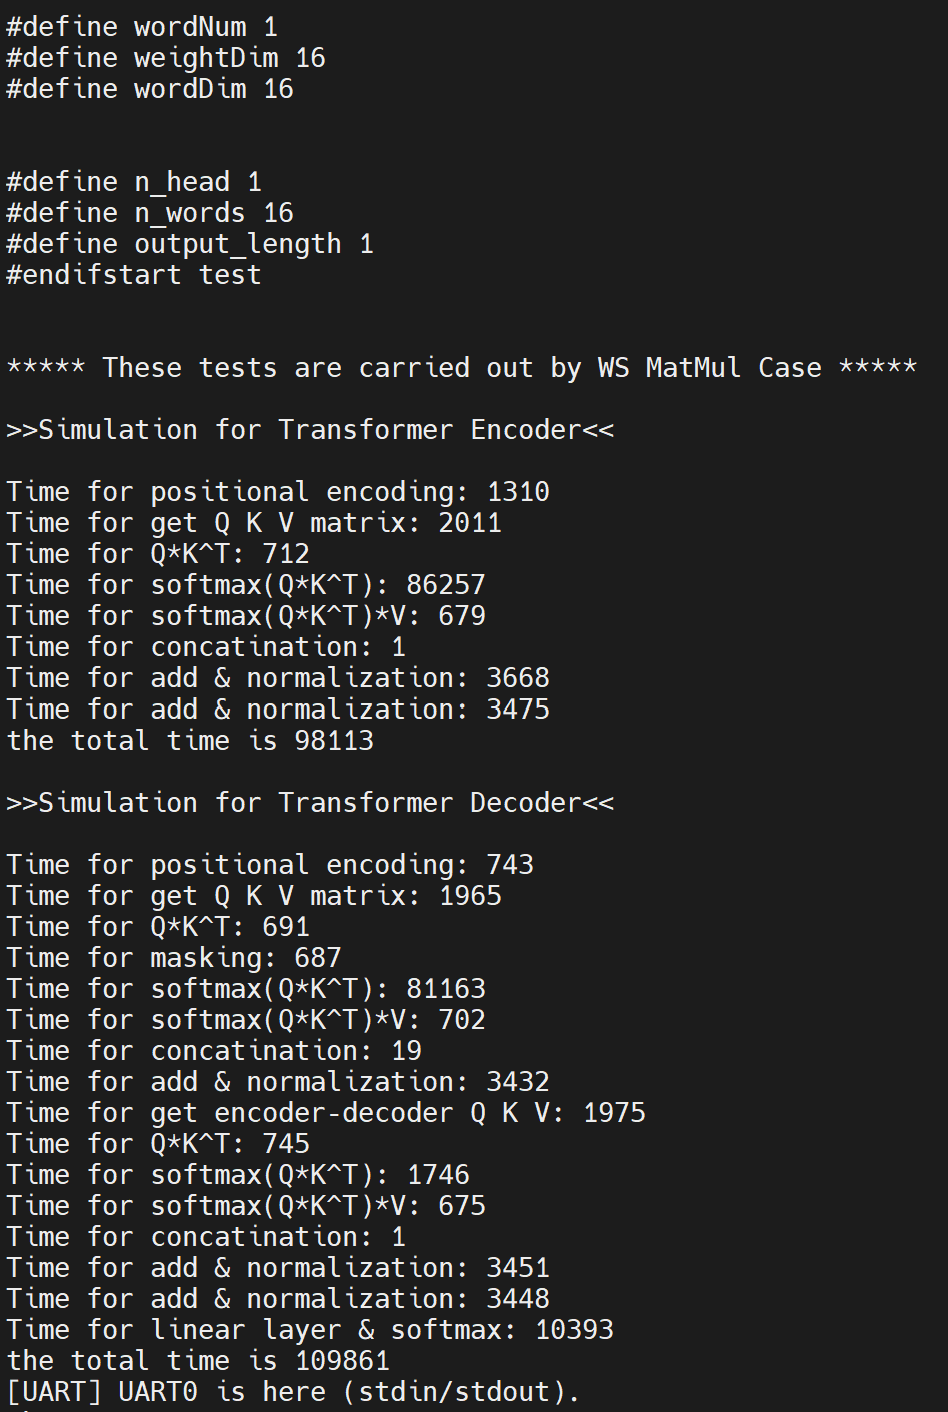 #define wordNum 1
#define weightDim 16
#define wordDim 16
#define n_head 1
#define n_words 16
#define output_length 1
#endifstart test
***** These tests are carried out by WS MatMul Case *****
>>Simulation for Transformer Encoder<<
Time for positional encoding: 1310
Time for get Q K V matrix: 2011
Time for Q*K^T: 712
Time for softmax(Q*K^T): 86257
Time for softmax(Q*K^T)*V: 679
Time for concatination: 1
Time for add & normalization: 3668
Time for add & normalization: 3475
the total time is 98113
>>Simulation for Transformer Decoder<<
Time for positional encoding: 743
Time for get Q K V matrix: 1965
Time for Q*K^T: 691
Time for masking: 687
Time for softmax(Q*K^T): 81163
Time for softmax(Q*K^T)*V: 702
Time for concatination: 19
Time for add & normalization: 3432
Time for get encoder-decoder Q K V: 1975
Time for Q*K^T: 745
Time for softmax(Q*K^T): 1746
Time for softmax(Q*K^T)*V: 675
Time for concatination: 1
Time for add & normalization: 3451
Time for add & normalization: 3448
Time for linear layer & softmax: 10393
the total time is 109861
[UART] UART0 is here (stdin/stdout).